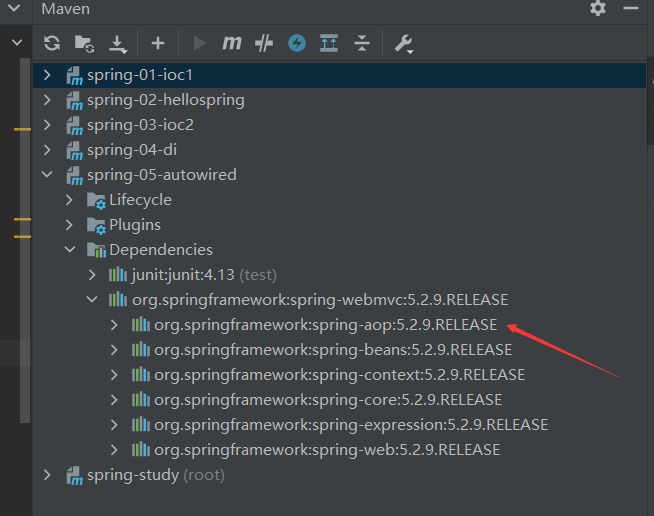 Maven
spring-01-ioc1
spring-02-hellospring
spring-03-ioc2
spring-04-di
spring-05-autowired
Lifecycle
Plugins
Dependencies
junit:junit:4.13 (test)
org.springframework:spring-webmvc:5.2.9.RELEASE
org.springframework:spring-aop:5.2.9.RELEASE
org.springframework:spring-beans:5.2.9.RELEASE
org.springframework:spring-context:5.2.9.RELEASE
org.springframework:spring-core:5.2.9.RELEASE
org.springframework:spring-expression:5.2.9.RELEASE
org.springframework:spring-web:5.2.9.RELEASE
spring-study (root)